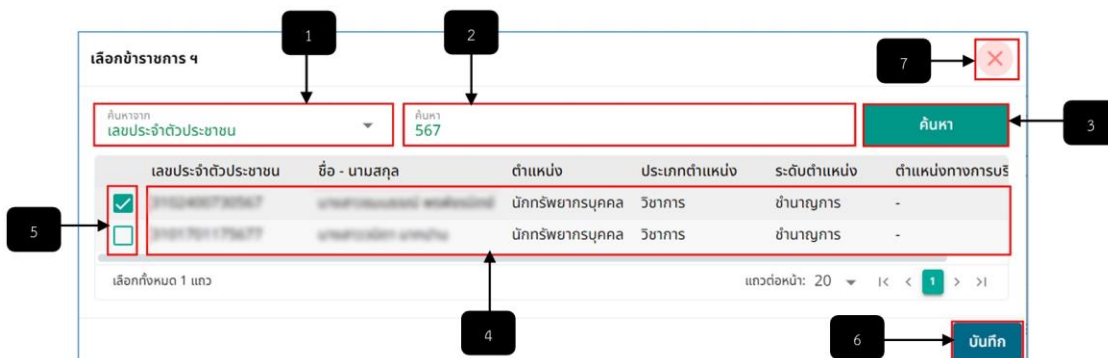 1
2
เลือกข้าราชการ ฯ
7
ค้นหาจาก
เลขประจำตัวประชาชน
ค้นหา
567
ค้นหา
3
เลขประจำตัวประชาชน ชื่อ - นามสกุล ตำแหน่ง ประเภทตำแหน่ง ระดับตำแหน่ง ตำแหน่งทางการบริ
นักทรัพยากรบุคคล วิชาการ ชำนาญการ -
5
นักทรัพยากรบุคคล วิชาการ ชำนาญการ -
เลือกทั้งหมด 1 แถว แถวต่อหน้า: 20 1
4
6
บันทึก